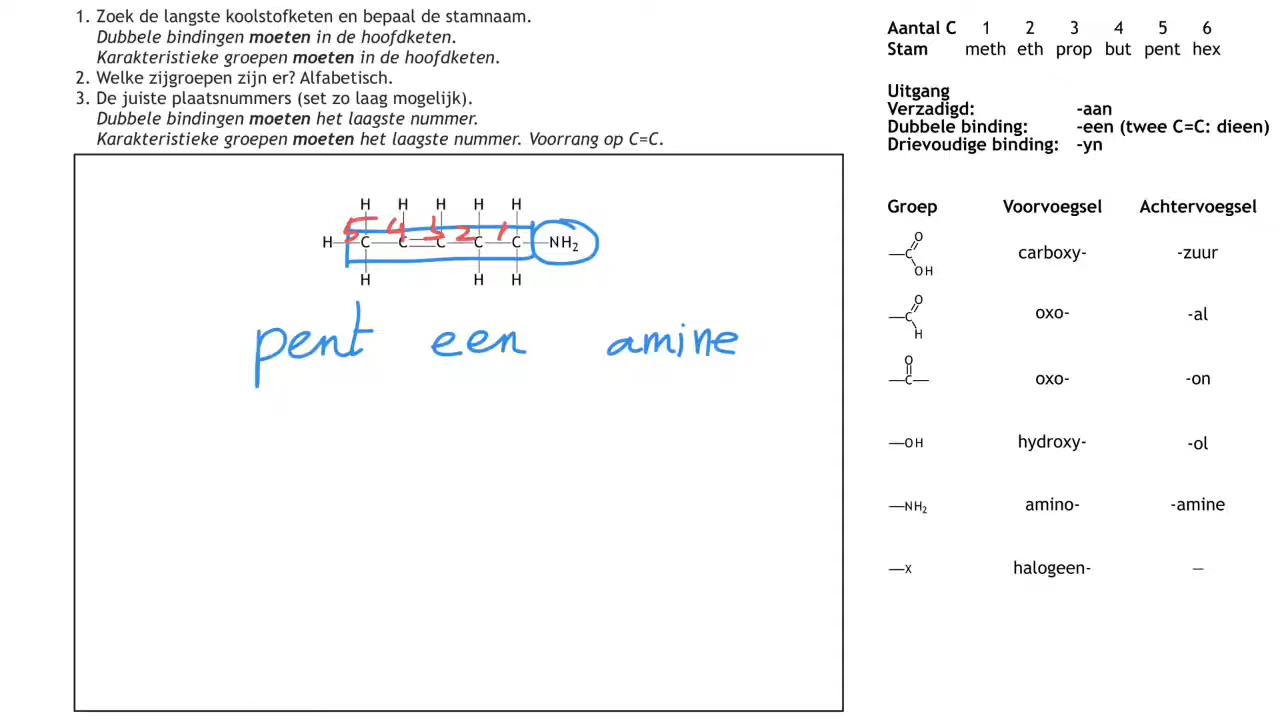 1. Zoek de langste koolstofketen en bepaal de stamnaam.
Dubbele bindingen moeten in de hoofdketen.
Karakteristieke groepen moeten in de hoofdketen.
2. Welke zijgroepen zijn er? Alfabetisch.
3. De juiste plaatsnummers (set zo laag mogelijk).
Dubbele bindingen moeten het laagste nummer.
Karakteristieke groepen moeten het laagste nummer. Voorrang op C=C.
H H H H H
5 4 3 2 1
H C C C C C NH2
H H H
pent een amine
Aantal C 1 2 3 4 5 6
Stam meth eth prop but pent hex
Uitgang
Verzadigd: -aan
Dubbele binding: -een (twee C=C: dieen)
Drievoudige binding: -yn
Groep Voorvoegsel Achtervoegsel
O
C carboxy- -zuur
OH
O
C oxo- -al
H
O
C oxo- -on
OH hydroxy- -ol
NH2 amino- -amine
X halogeen- —